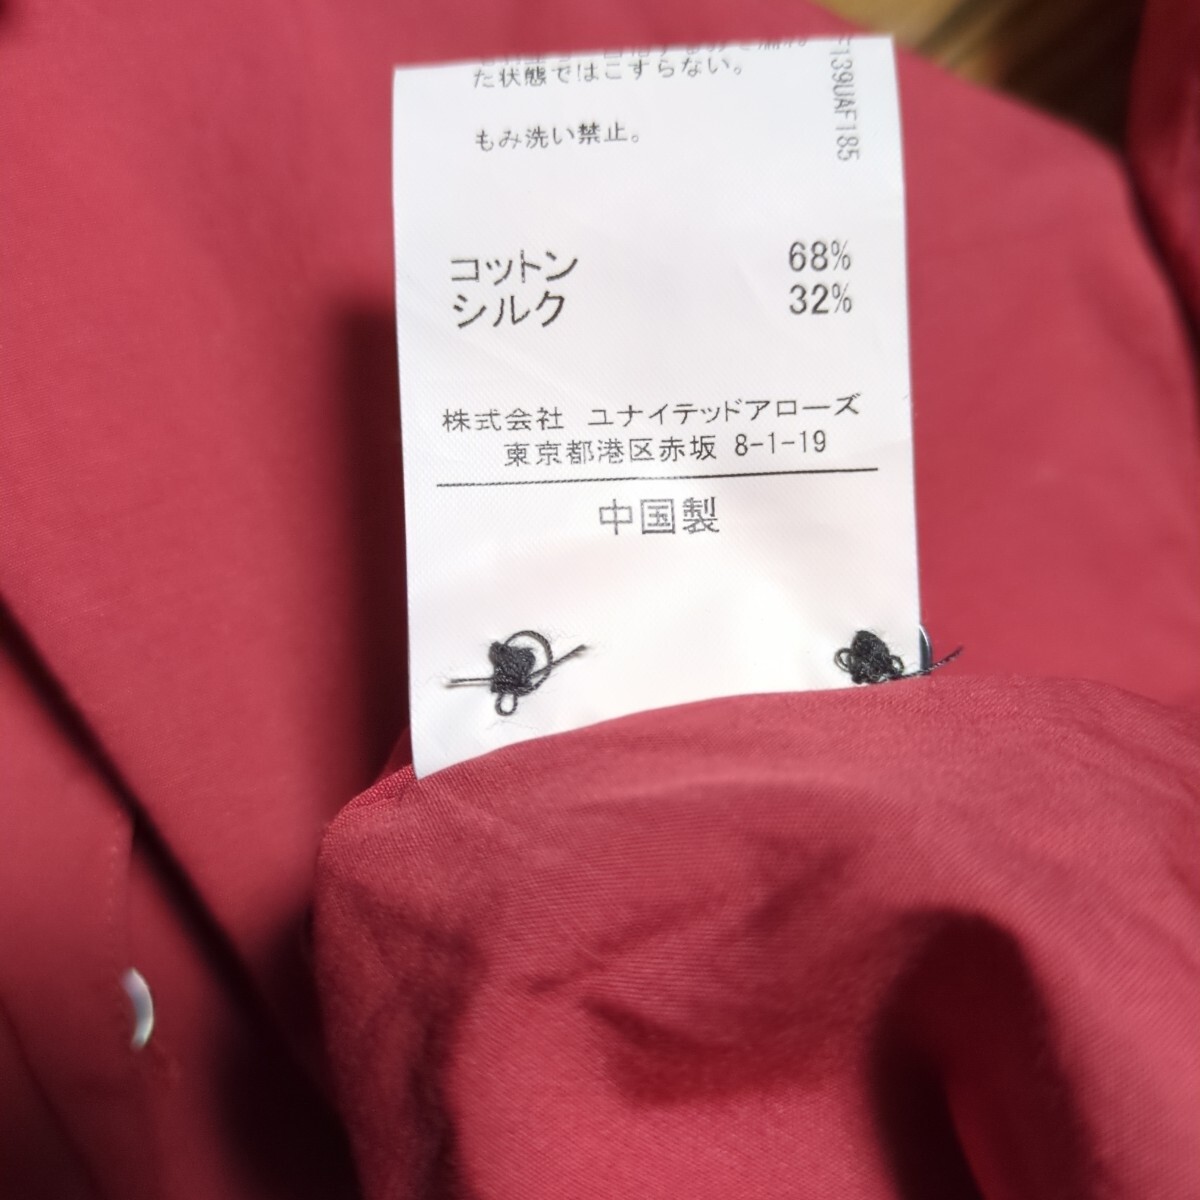 た状態ではこすらない。
もみ洗い禁止。
139UAF185
コットン 68%
シルク 32%
株式会社 ユナイテッドアローズ
東京都港区赤坂 8-1-19
中国製